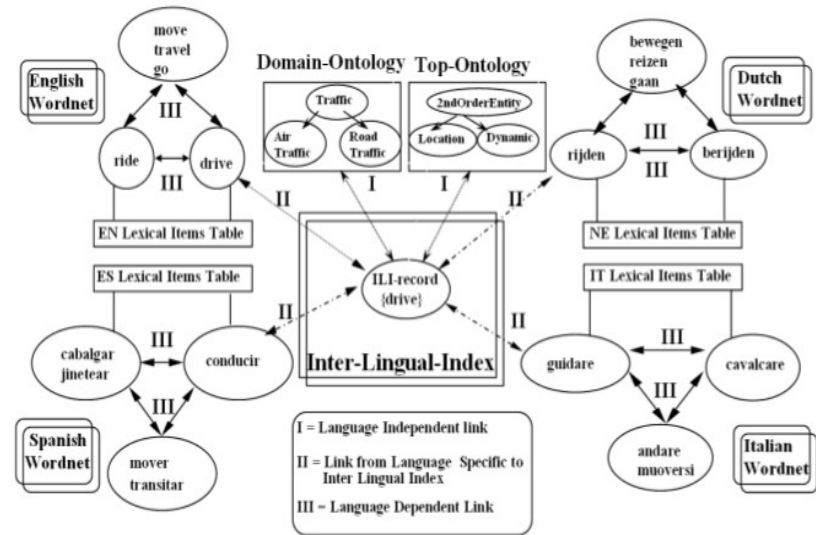 move
travel
go
English
Wordnet
III
ride
drive
III
EN Lexical Items Table
Domain-Ontology
Traffic
Air
Traffic
Road
Traffic
Top-Ontology
2ndOrderEntity
Location
Dynamic
bewegen
reizen
gaan
Dutch
Wordnet
III
rijden
berijden
III
NE Lexical Items Table
II
I
I
II
ILI-record
{drive}
Inter-Lingual-Index
II
II
ES Lexical Items Table
cabalgar
jinetear
III
conducir
III
Spanish
Wordnet
mover
transitar
IT Lexical Items Table
guidare
III
cavalcare
III
andare
muoversi
Italian
Wordnet
I = Language Independent link
II = Link from Language Specific to
Inter Lingual Index
III = Language Dependent Link